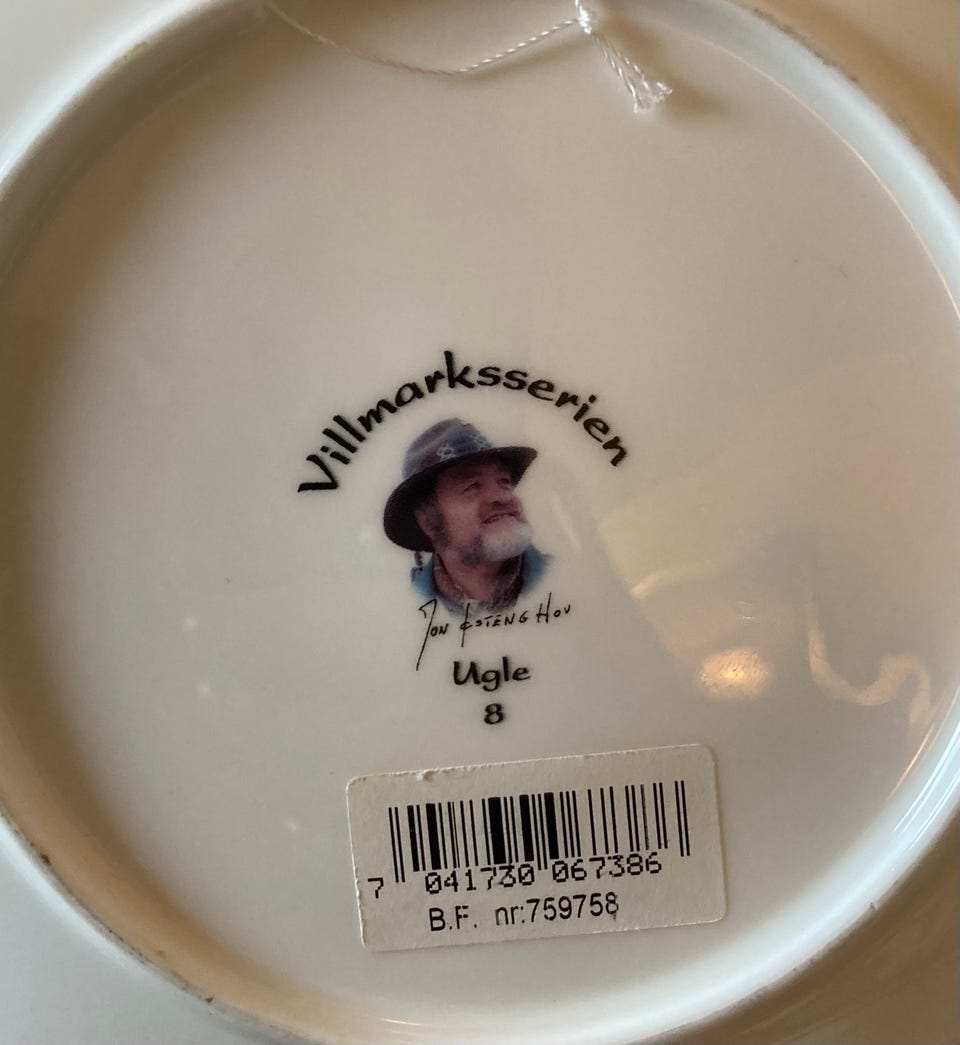 Villmarksserien
Jon Østeng Hov
Ugle
8
7 041730 067386
B.F. nr:759758